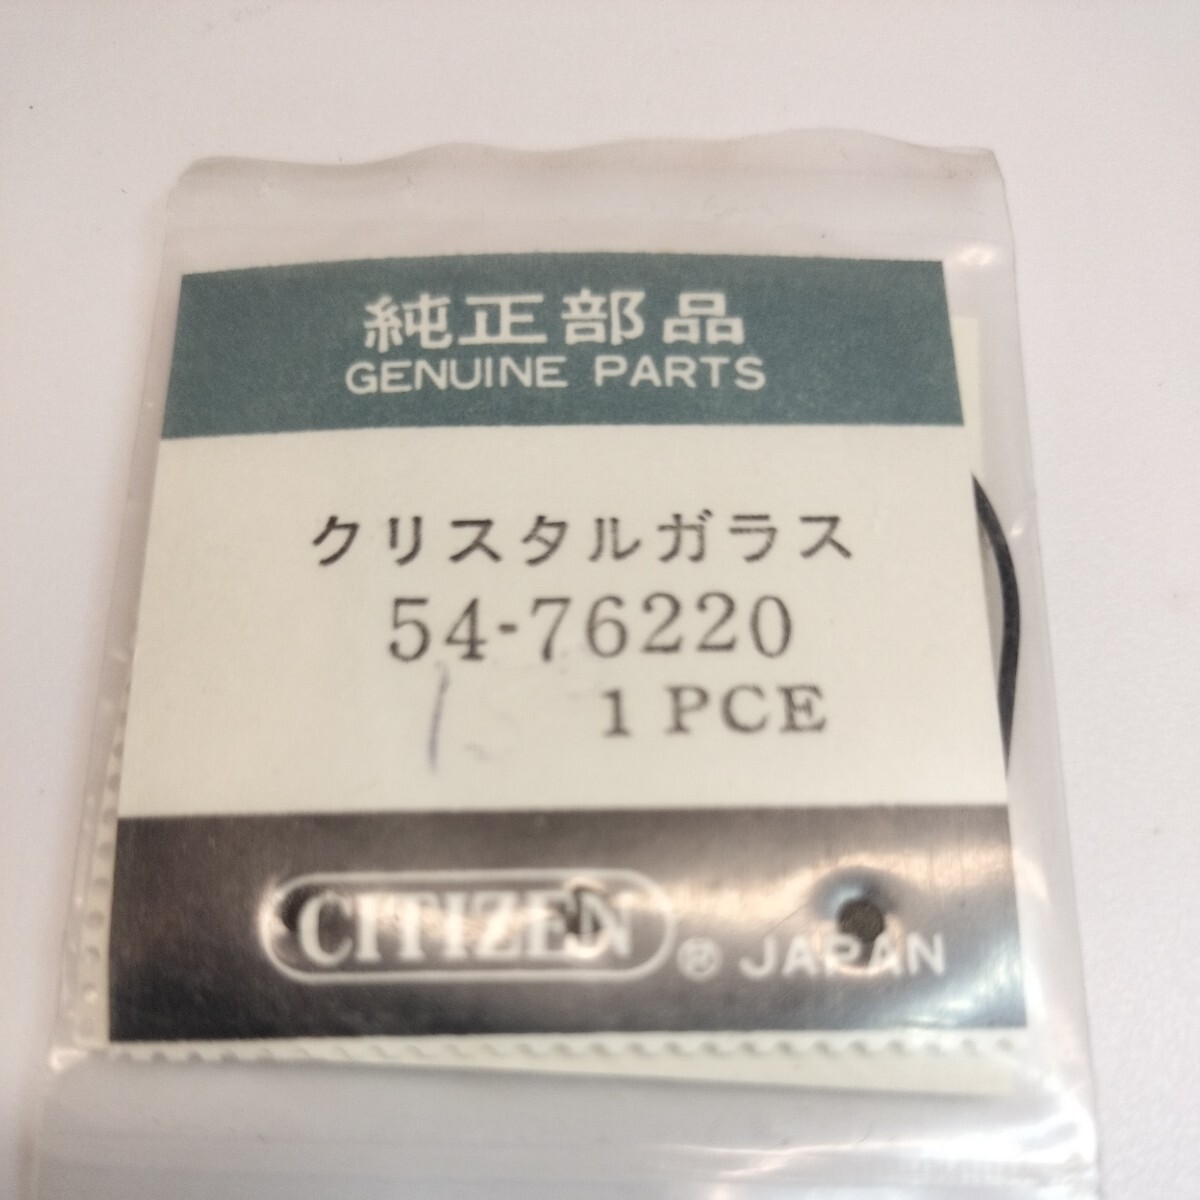 純正部品
GENUINE PARTS
クリスタルガラス
54-76220
1 PCE
CITIZEN ® JAPAN